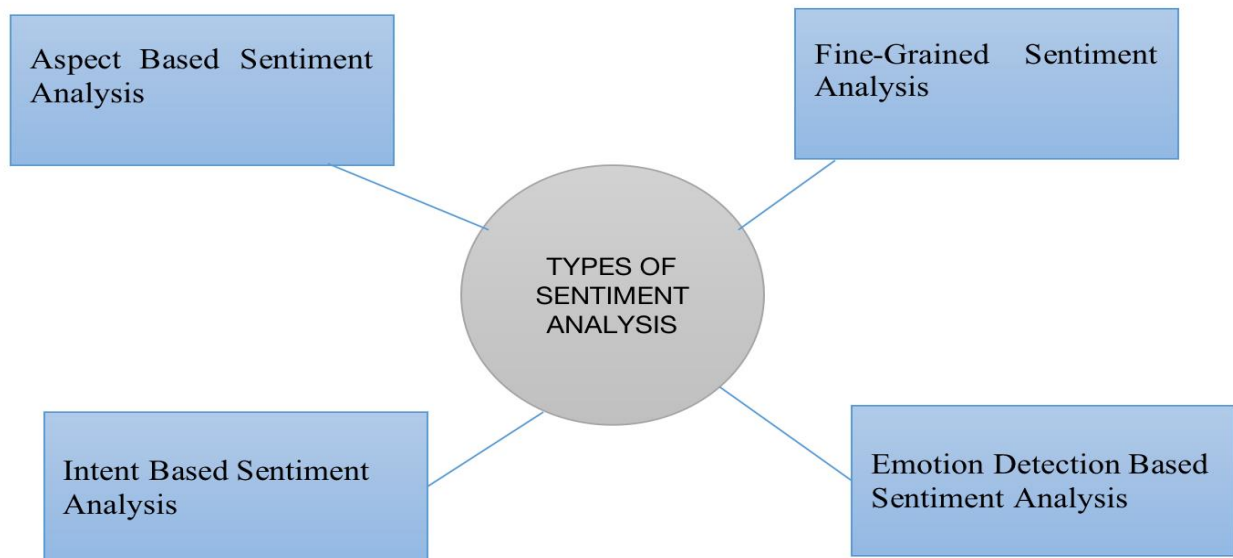 Aspect Based Sentiment
Analysis
Fine-Grained Sentiment
Analysis
TYPES OF
SENTIMENT
ANALYSIS
Intent Based Sentiment
Analysis
Emotion Detection Based
Sentiment Analysis